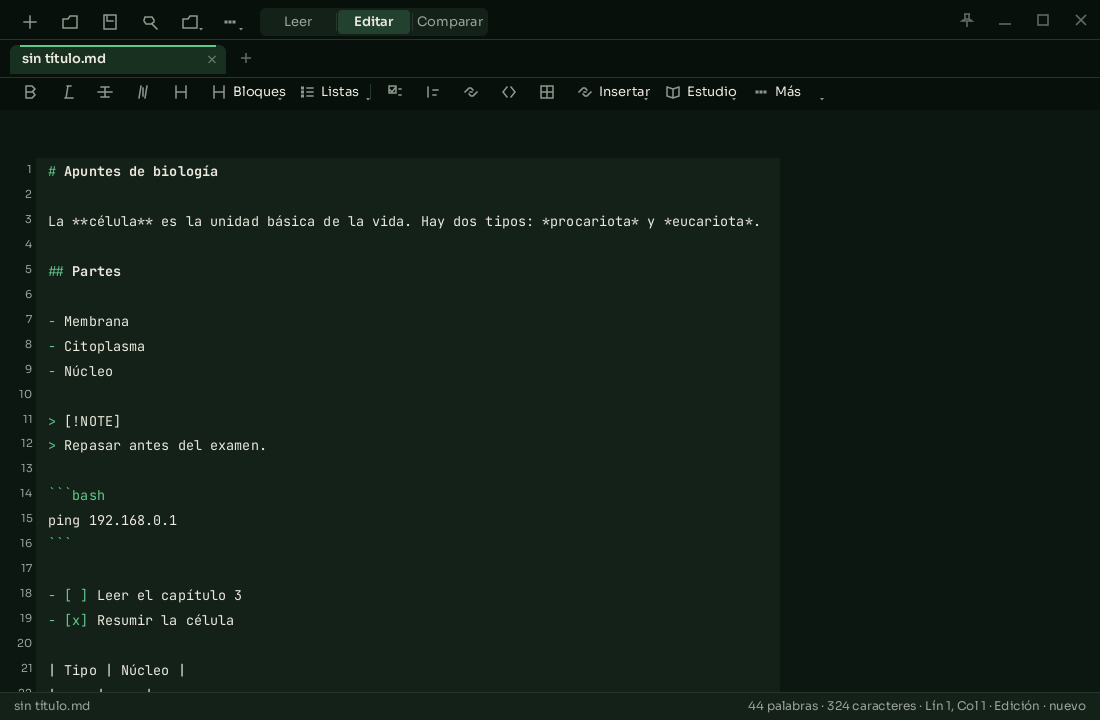 Leer Editar Comparar
sin título.md
Bloques Listas Insertar Estudio Más
1 # Apuntes de biología
2
3 La **célula** es la unidad básica de la vida. Hay dos tipos: *procariota* y *eucariota*.
4
5 ## Partes
6
7 - Membrana
8 - Citoplasma
9 - Núcleo
10
11 > [!NOTE]
12 > Repasar antes del examen.
13
14 ```bash
15 ping 192.168.0.1
16 ```
17
18 - [ ] Leer el capítulo 3
19 - [x] Resumir la célula
20
21 | Tipo | Núcleo |
sin título.md 44 palabras · 324 caracteres · Lín 1, Col 1 · Edición · nuevo